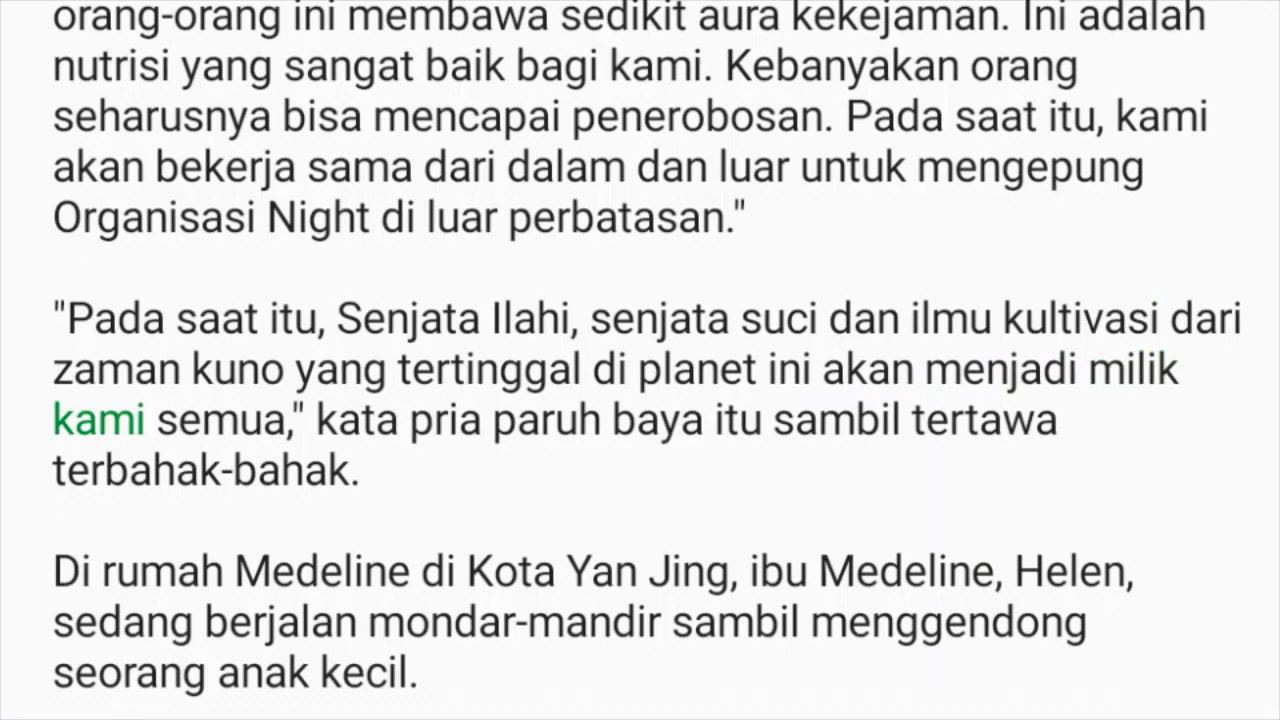 orang-orang ini membawa sedikit aura kekejaman. Ini adalah
nutrisi yang sangat baik bagi kami. Kebanyakan orang
seharusnya bisa mencapai penerobosan. Pada saat itu, kami
akan bekerja sama dari dalam dan luar untuk mengepung
Organisasi Night di luar perbatasan."
"Pada saat itu, Senjata Ilahi, senjata suci dan ilmu kultivasi dari
zaman kuno yang tertinggal di planet ini akan menjadi milik
kami semua," kata pria paruh baya itu sambil tertawa
terbahak-bahak.
Di rumah Medeline di Kota Yan Jing, ibu Medeline, Helen,
sedang berjalan mondar-mandir sambil menggendong
seorang anak kecil.